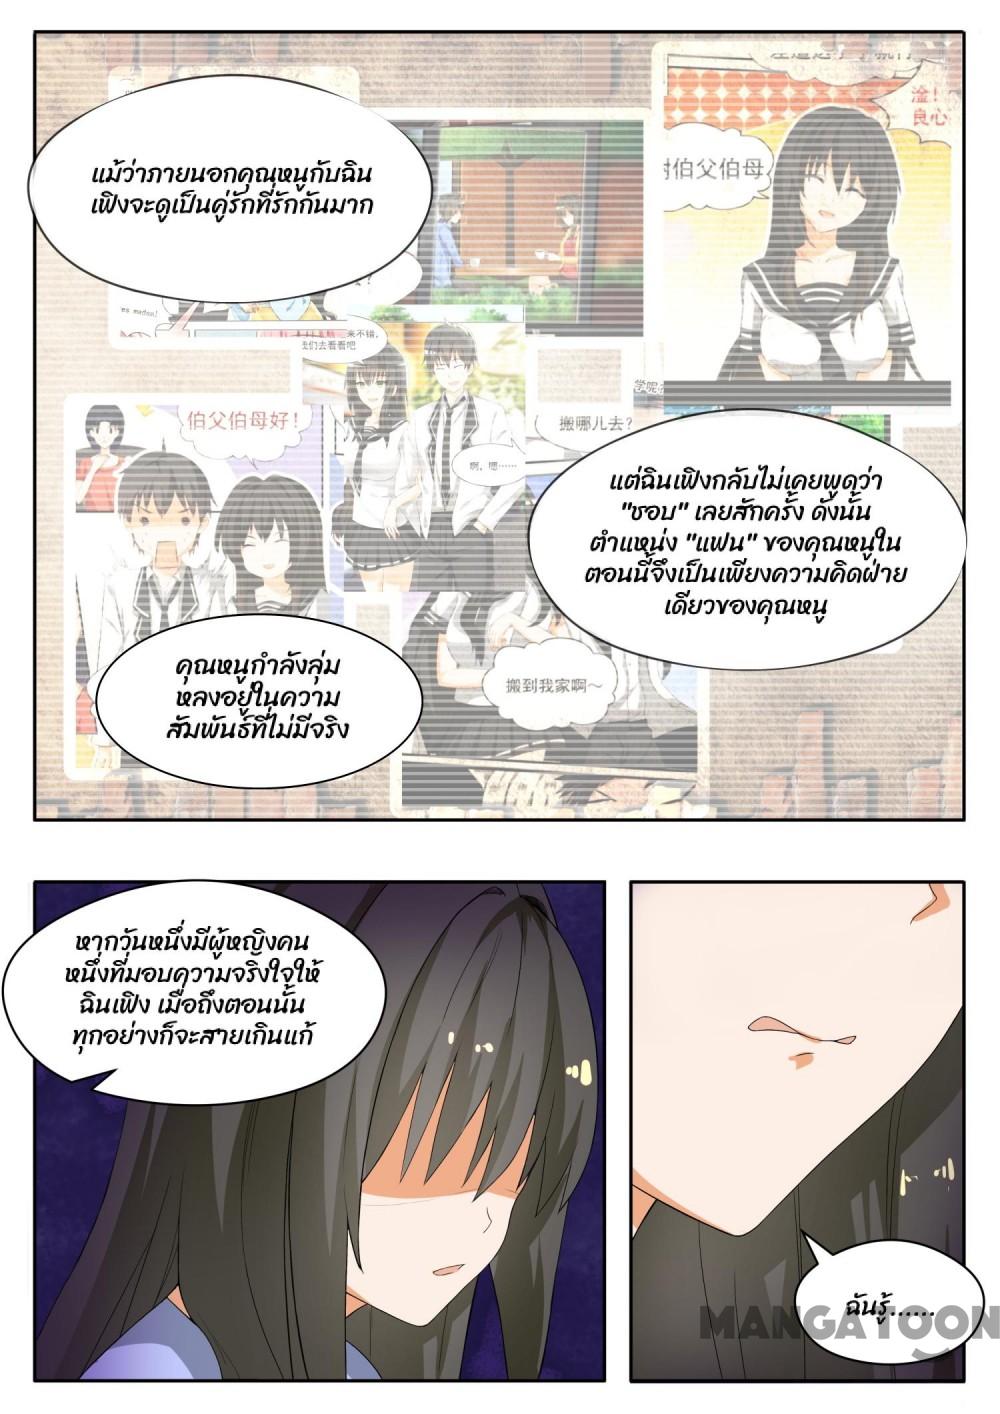 แม้ว่าภายนอกคุณหนูกับฉิน
เฟิงจะดูเป็นคู่รักที่รักกันมาก
谢伯父伯母
淦！
良心
es madan!
来不错，
我们去看看吧
伯父伯母好！
搬哪儿去？
啊，嗯……
แต่ฉินเฟิงกลับไม่เคยพูดว่า
"ชอบ" เลยสักครั้ง ดังนั้น
ตำแหน่ง "แฟน" ของคุณหนูใน
ตอนนี้จึงเป็นเพียงความคิดฝ่าย
เดียวของคุณหนู
คุณหนูกำลังลุ่ม
หลงอยู่ในความ
สัมพันธ์ที่ไม่มีจริง
搬到我家啊～
หากวันหนึ่งมีผู้หญิงคน
หนึ่งที่มอบความจริงใจให้
ฉินเฟิง เมื่อถึงตอนนั้น
ทุกอย่างก็จะสายเกินแก้
ฉันรู้......
MANGATOON